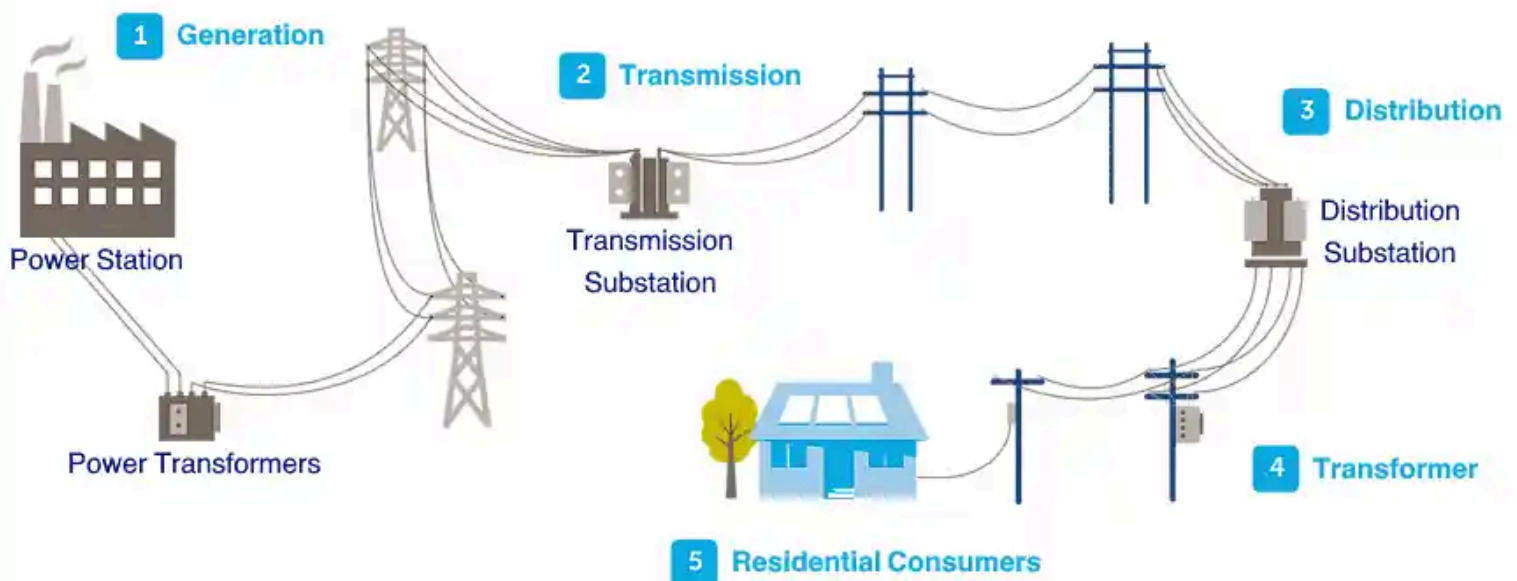 1 Generation
2 Transmission
3 Distribution
Power Station
Transmission
Substation
Distribution
Substation
Power Transformers
4 Transformer
5 Residential Consumers